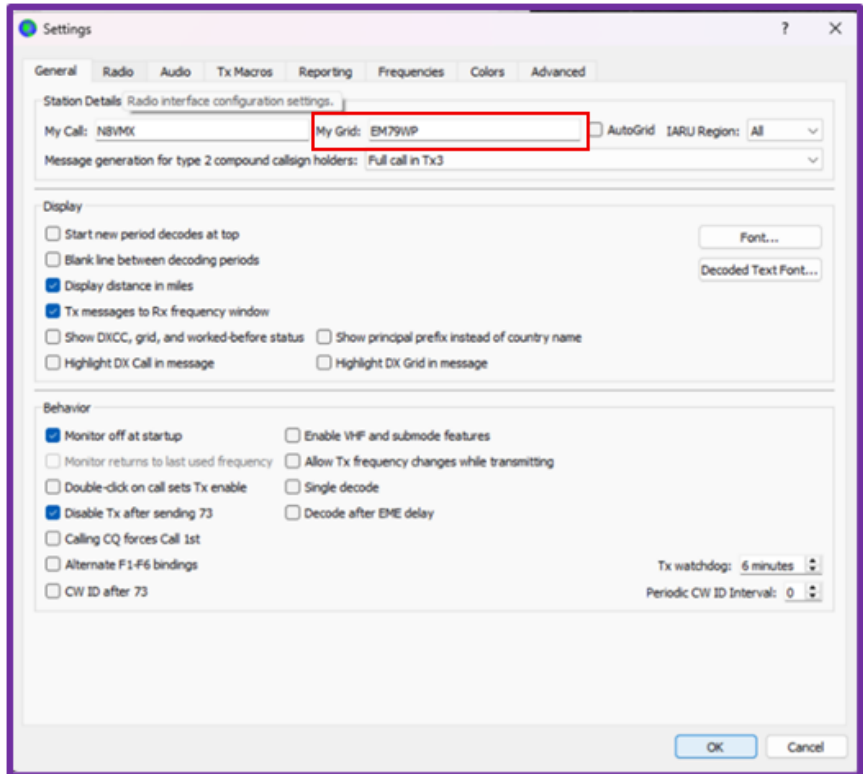 Settings ?
General Radio Audio Tx Macros Reporting Frequencies Colors Advanced
Station Details Radio interface configuration settings.
My Call: N8VMX My Grid: EM79WP AutoGrid IARU Region: All
Message generation for type 2 compound callsign holders: Full call in Tx3
Display
Start new period decodes at top Font...
Blank line between decoding periods Decoded Text Font...
Display distance in miles
Tx messages to Rx frequency window
Show DXCC, grid, and worked-before status Show principal prefix instead of country name
Highlight DX Call in message Highlight DX Grid in message
Behavior
Monitor off at startup Enable VHF and submode features
Monitor returns to last used frequency Allow Tx frequency changes while transmitting
Double-click on call sets Tx enable Single decode
Disable Tx after sending 73 Decode after EME delay
Calling CQ forces Call 1st
Alternate F1-F6 bindings Tx watchdog: 6 minutes
CW ID after 73 Periodic CW ID Interval: 0
OK Cancel